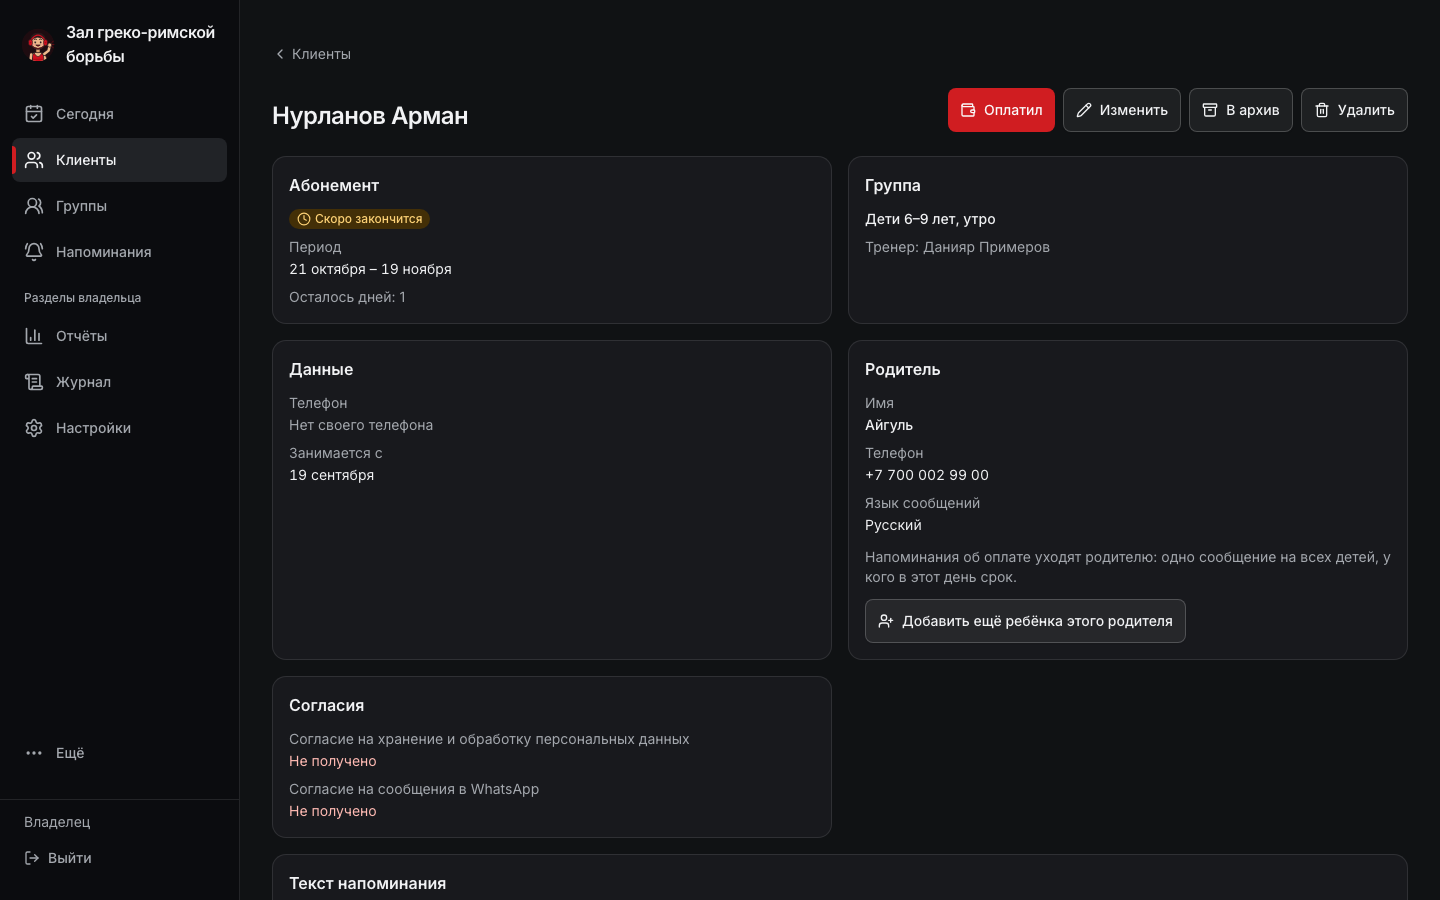 Зал греко-римской
борьбы
Сегодня
Клиенты
Группы
Напоминания
Разделы владельца
Отчёты
Журнал
Настройки
Ещё
Владелец
Выйти
Клиенты
Нурланов Арман
Оплатил
Изменить
В архив
Удалить
Абонемент
Скоро закончится
Период
21 октября – 19 ноября
Осталось дней: 1
Группа
Дети 6–9 лет, утро
Тренер: Данияр Примеров
Данные
Телефон
Нет своего телефона
Занимается с
19 сентября
Родитель
Имя
Айгуль
Телефон
+7 700 002 99 00
Язык сообщений
Русский
Напоминания об оплате уходят родителю: одно сообщение на всех детей, у
кого в этот день срок.
Добавить ещё ребёнка этого родителя
Согласия
Согласие на хранение и обработку персональных данных
Не получено
Согласие на сообщения в WhatsApp
Не получено
Текст напоминания